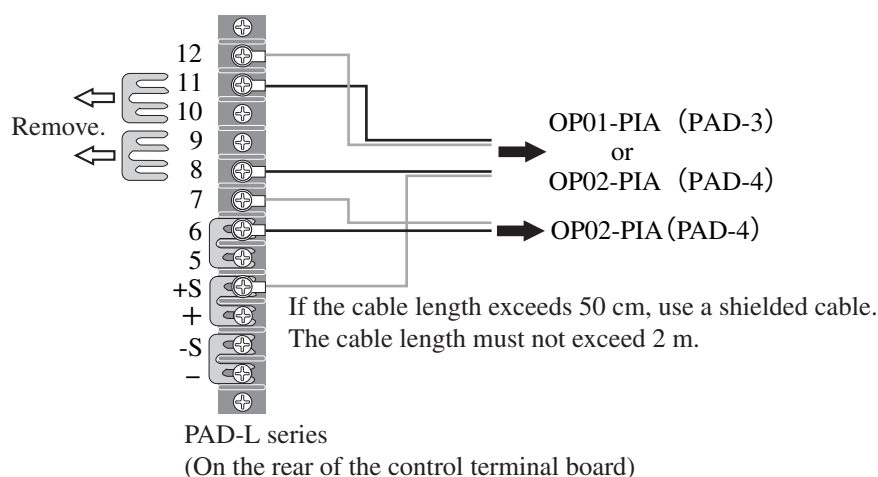 12
11
10
Remove.
9
8
7
6
5
+S
+
-S
−
OP01-PIA (PAD-3)
or
OP02-PIA (PAD-4)
OP02-PIA(PAD-4)
If the cable length exceeds 50 cm, use a shielded cable.
The cable length must not exceed 2 m.
PAD-L series
(On the rear of the control terminal board)